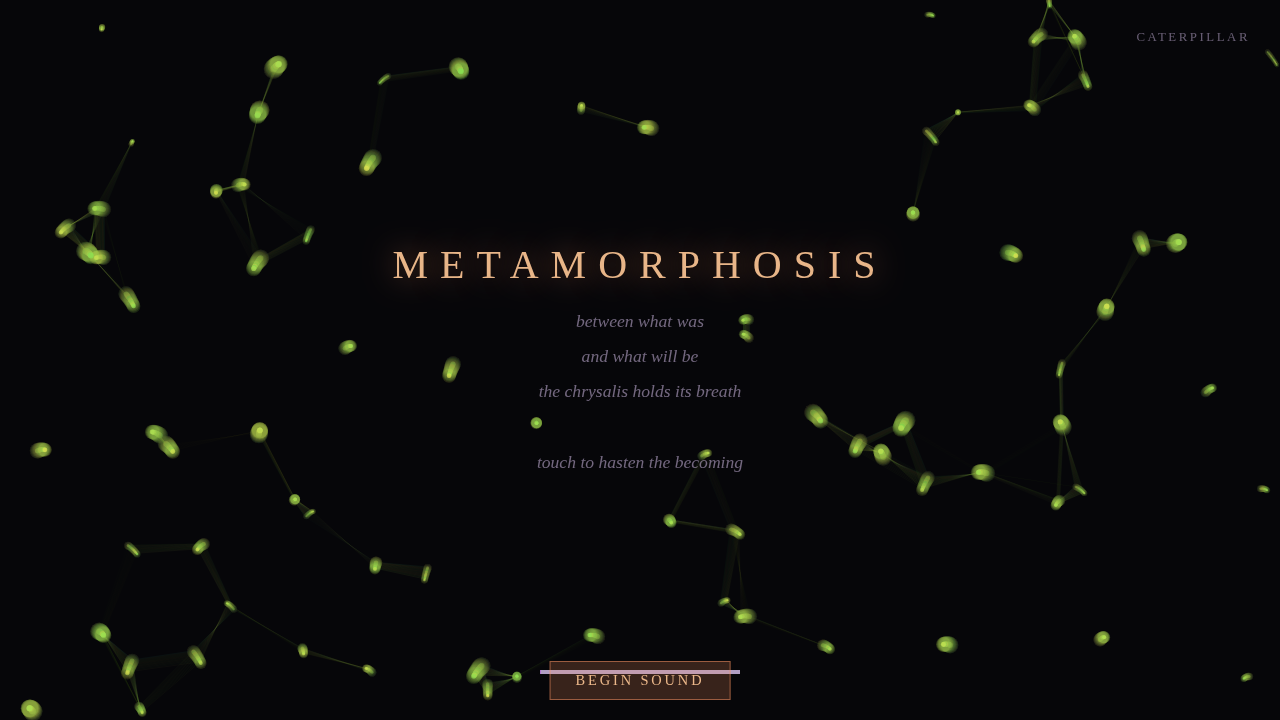 CATERPILLAR
METAMORPHOSIS
between what was
and what will be
the chrysalis holds its breath
touch to hasten the becoming
BEGIN SOUND